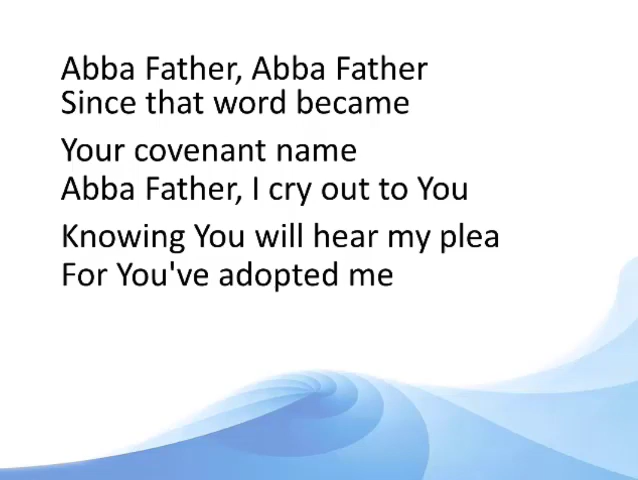 Abba Father, Abba Father
Since that word became
Your covenant name
Abba Father, I cry out to You
Knowing You will hear my plea
For You've adopted me